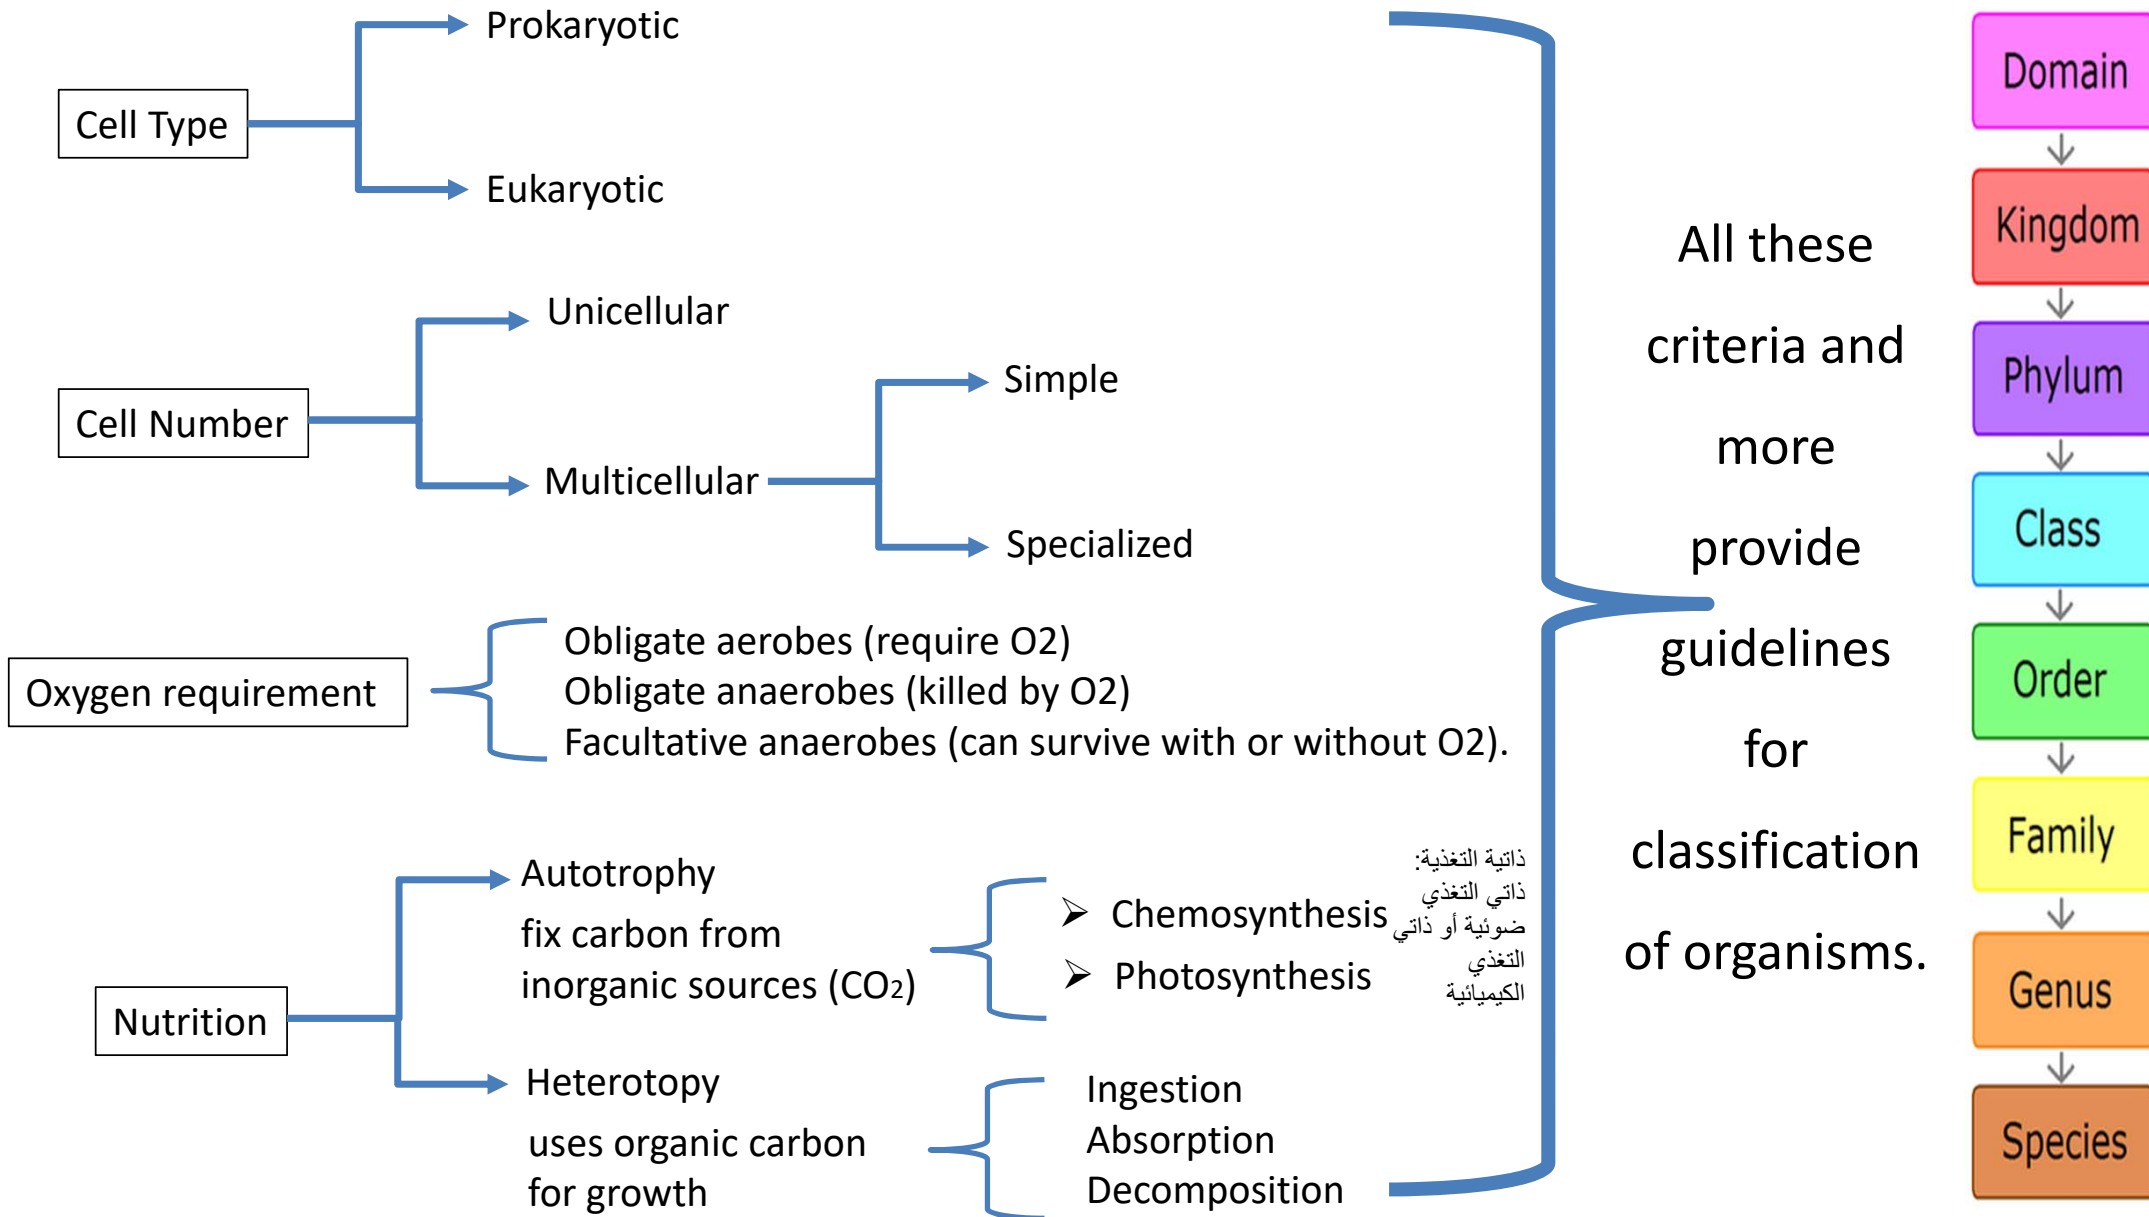 Cell Type
Prokaryotic
Eukaryotic
Cell Number
Unicellular
Multicellular
Simple
Specialized
Oxygen requirement
Obligate aerobes (require O2)
Obligate anaerobes (killed by O2)
Facultative anaerobes (can survive with or without O2).
Nutrition
Autotrophy
fix carbon from
inorganic sources (CO₂)
➢ Chemosynthesis
➢ Photosynthesis
ذاتية التغذية:
ذاتي التغذي
ضوئية أو ذاتي
التغذي
الكيميائية
Heterotopy
uses organic carbon
for growth
Ingestion
Absorption
Decomposition
All these
criteria and
more
provide
guidelines
for
classification
of organisms.
Domain
Kingdom
Phylum
Class
Order
Family
Genus
Species